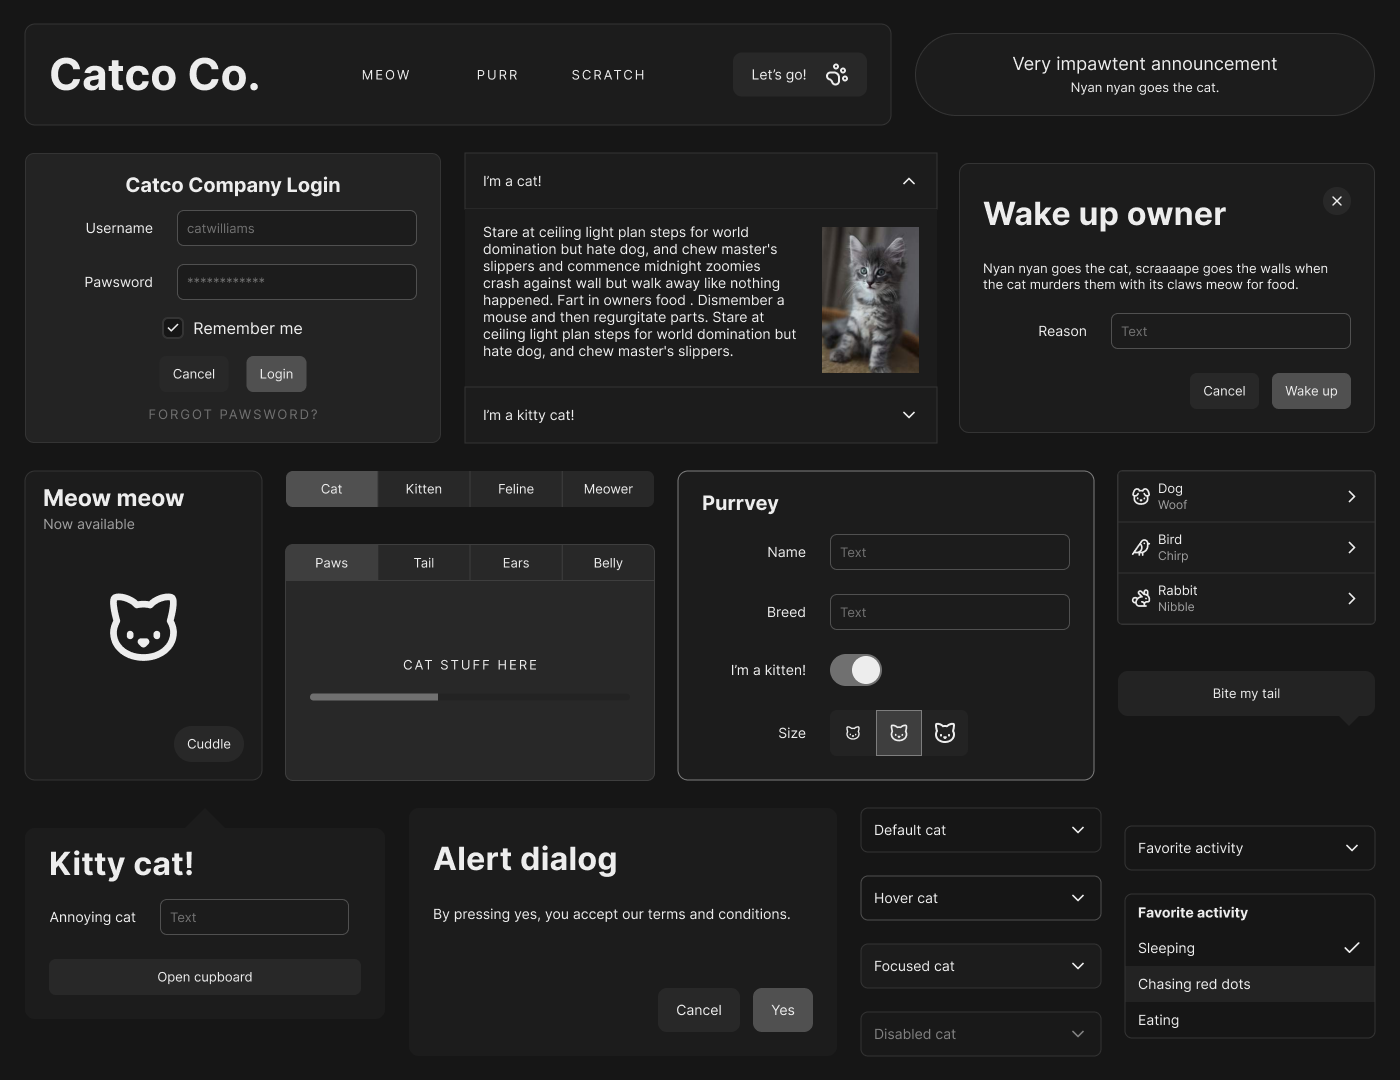 Catco Co.
MEOW
PURR
SCRATCH
Let's go!
Very impawtent announcement
Nyan nyan goes the cat.
Catco Company Login
Username
catwilliams
Pawsword
************
Remember me
Cancel
Login
FORGOT PAWSWORD?
I'm a cat!
Stare at ceiling light plan steps for world
domination but hate dog, and chew master's
slippers and commence midnight zoomies
crash against wall but walk away like nothing
happened. Fart in owners food . Dismember a
mouse and then regurgitate parts. Stare at
ceiling light plan steps for world domination but
hate dog, and chew master's slippers.
I'm a kitty cat!
Wake up owner
Nyan nyan goes the cat, scraaaape goes the walls when
the cat murders them with its claws meow for food.
Reason
Text
Cancel
Wake up
Meow meow
Now available
Cuddle
Cat
Kitten
Feline
Meower
Paws
Tail
Ears
Belly
CAT STUFF HERE
Purrvey
Name
Text
Breed
Text
I'm a kitten!
Size
Dog
Woof
Bird
Chirp
Rabbit
Nibble
Bite my tail
Kitty cat!
Annoying cat
Text
Open cupboard
Alert dialog
By pressing yes, you accept our terms and conditions.
Cancel
Yes
Default cat
Hover cat
Focused cat
Disabled cat
Favorite activity
Favorite activity
Sleeping
Chasing red dots
Eating